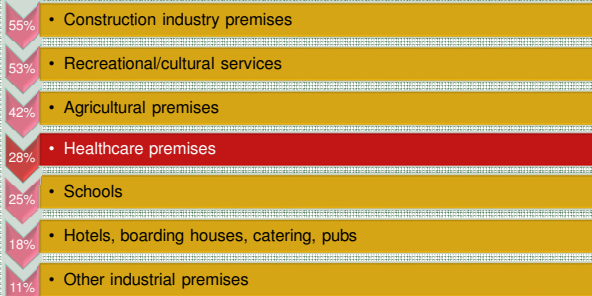 55% • Construction industry premises
53% • Recreational/cultural services
42% • Agricultural premises
28% • Healthcare premises
25% • Schools
18% • Hotels, boarding houses, catering, pubs
11% • Other industrial premises